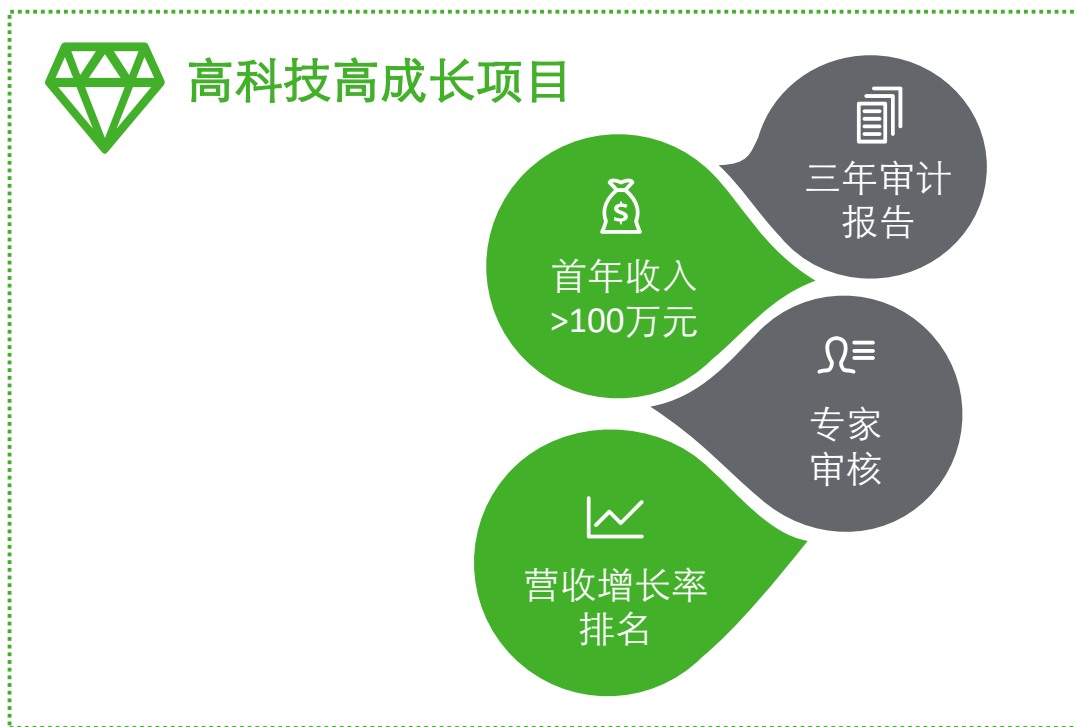 高科技高成长项目
三年审计
报告
首年收入
>100万元
专家
审核
营收增长率
排名